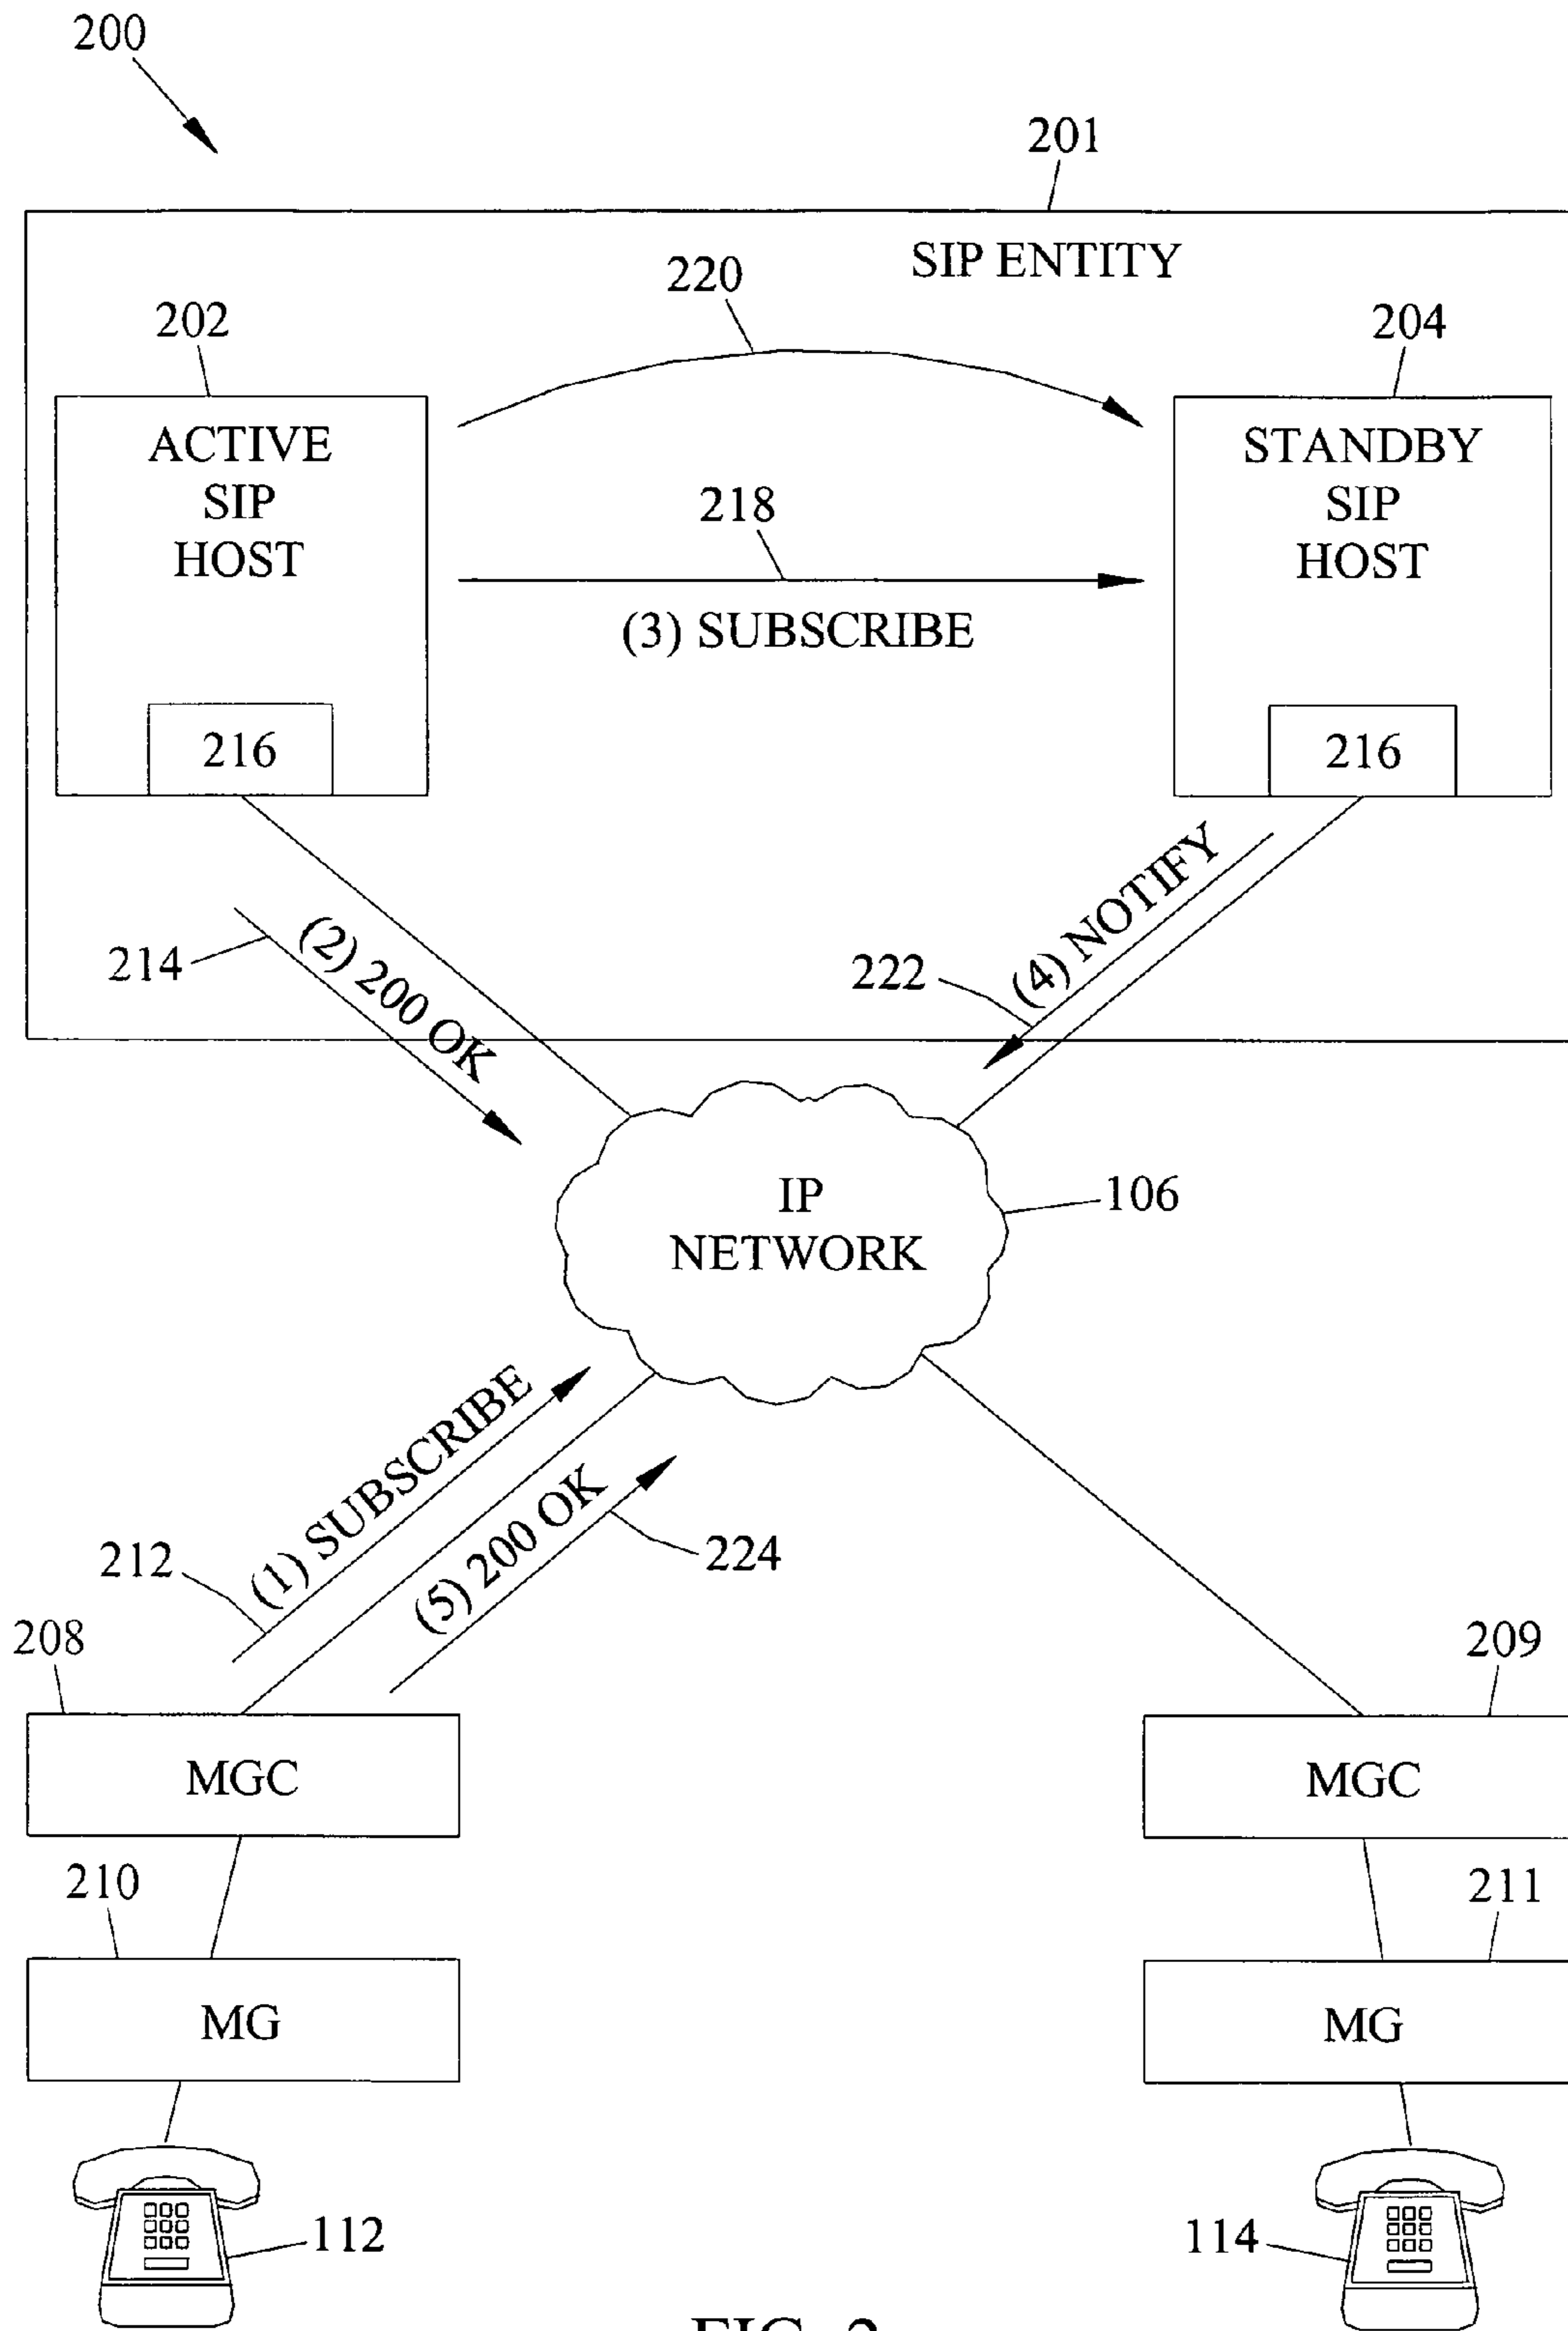 200
201
SIP ENTITY
220
202
204
ACTIVE
SIP
HOST
STANDBY
SIP
HOST
218
(3) SUBSCRIBE
216
216
214
(2) 200 OK
222
(4) NOTIFY
IP
NETWORK
106
(1) SUBSCRIBE
212
(5) 200 OK
224
208
209
MGC
MGC
210
211
MG
MG
112
114
FIG. 2